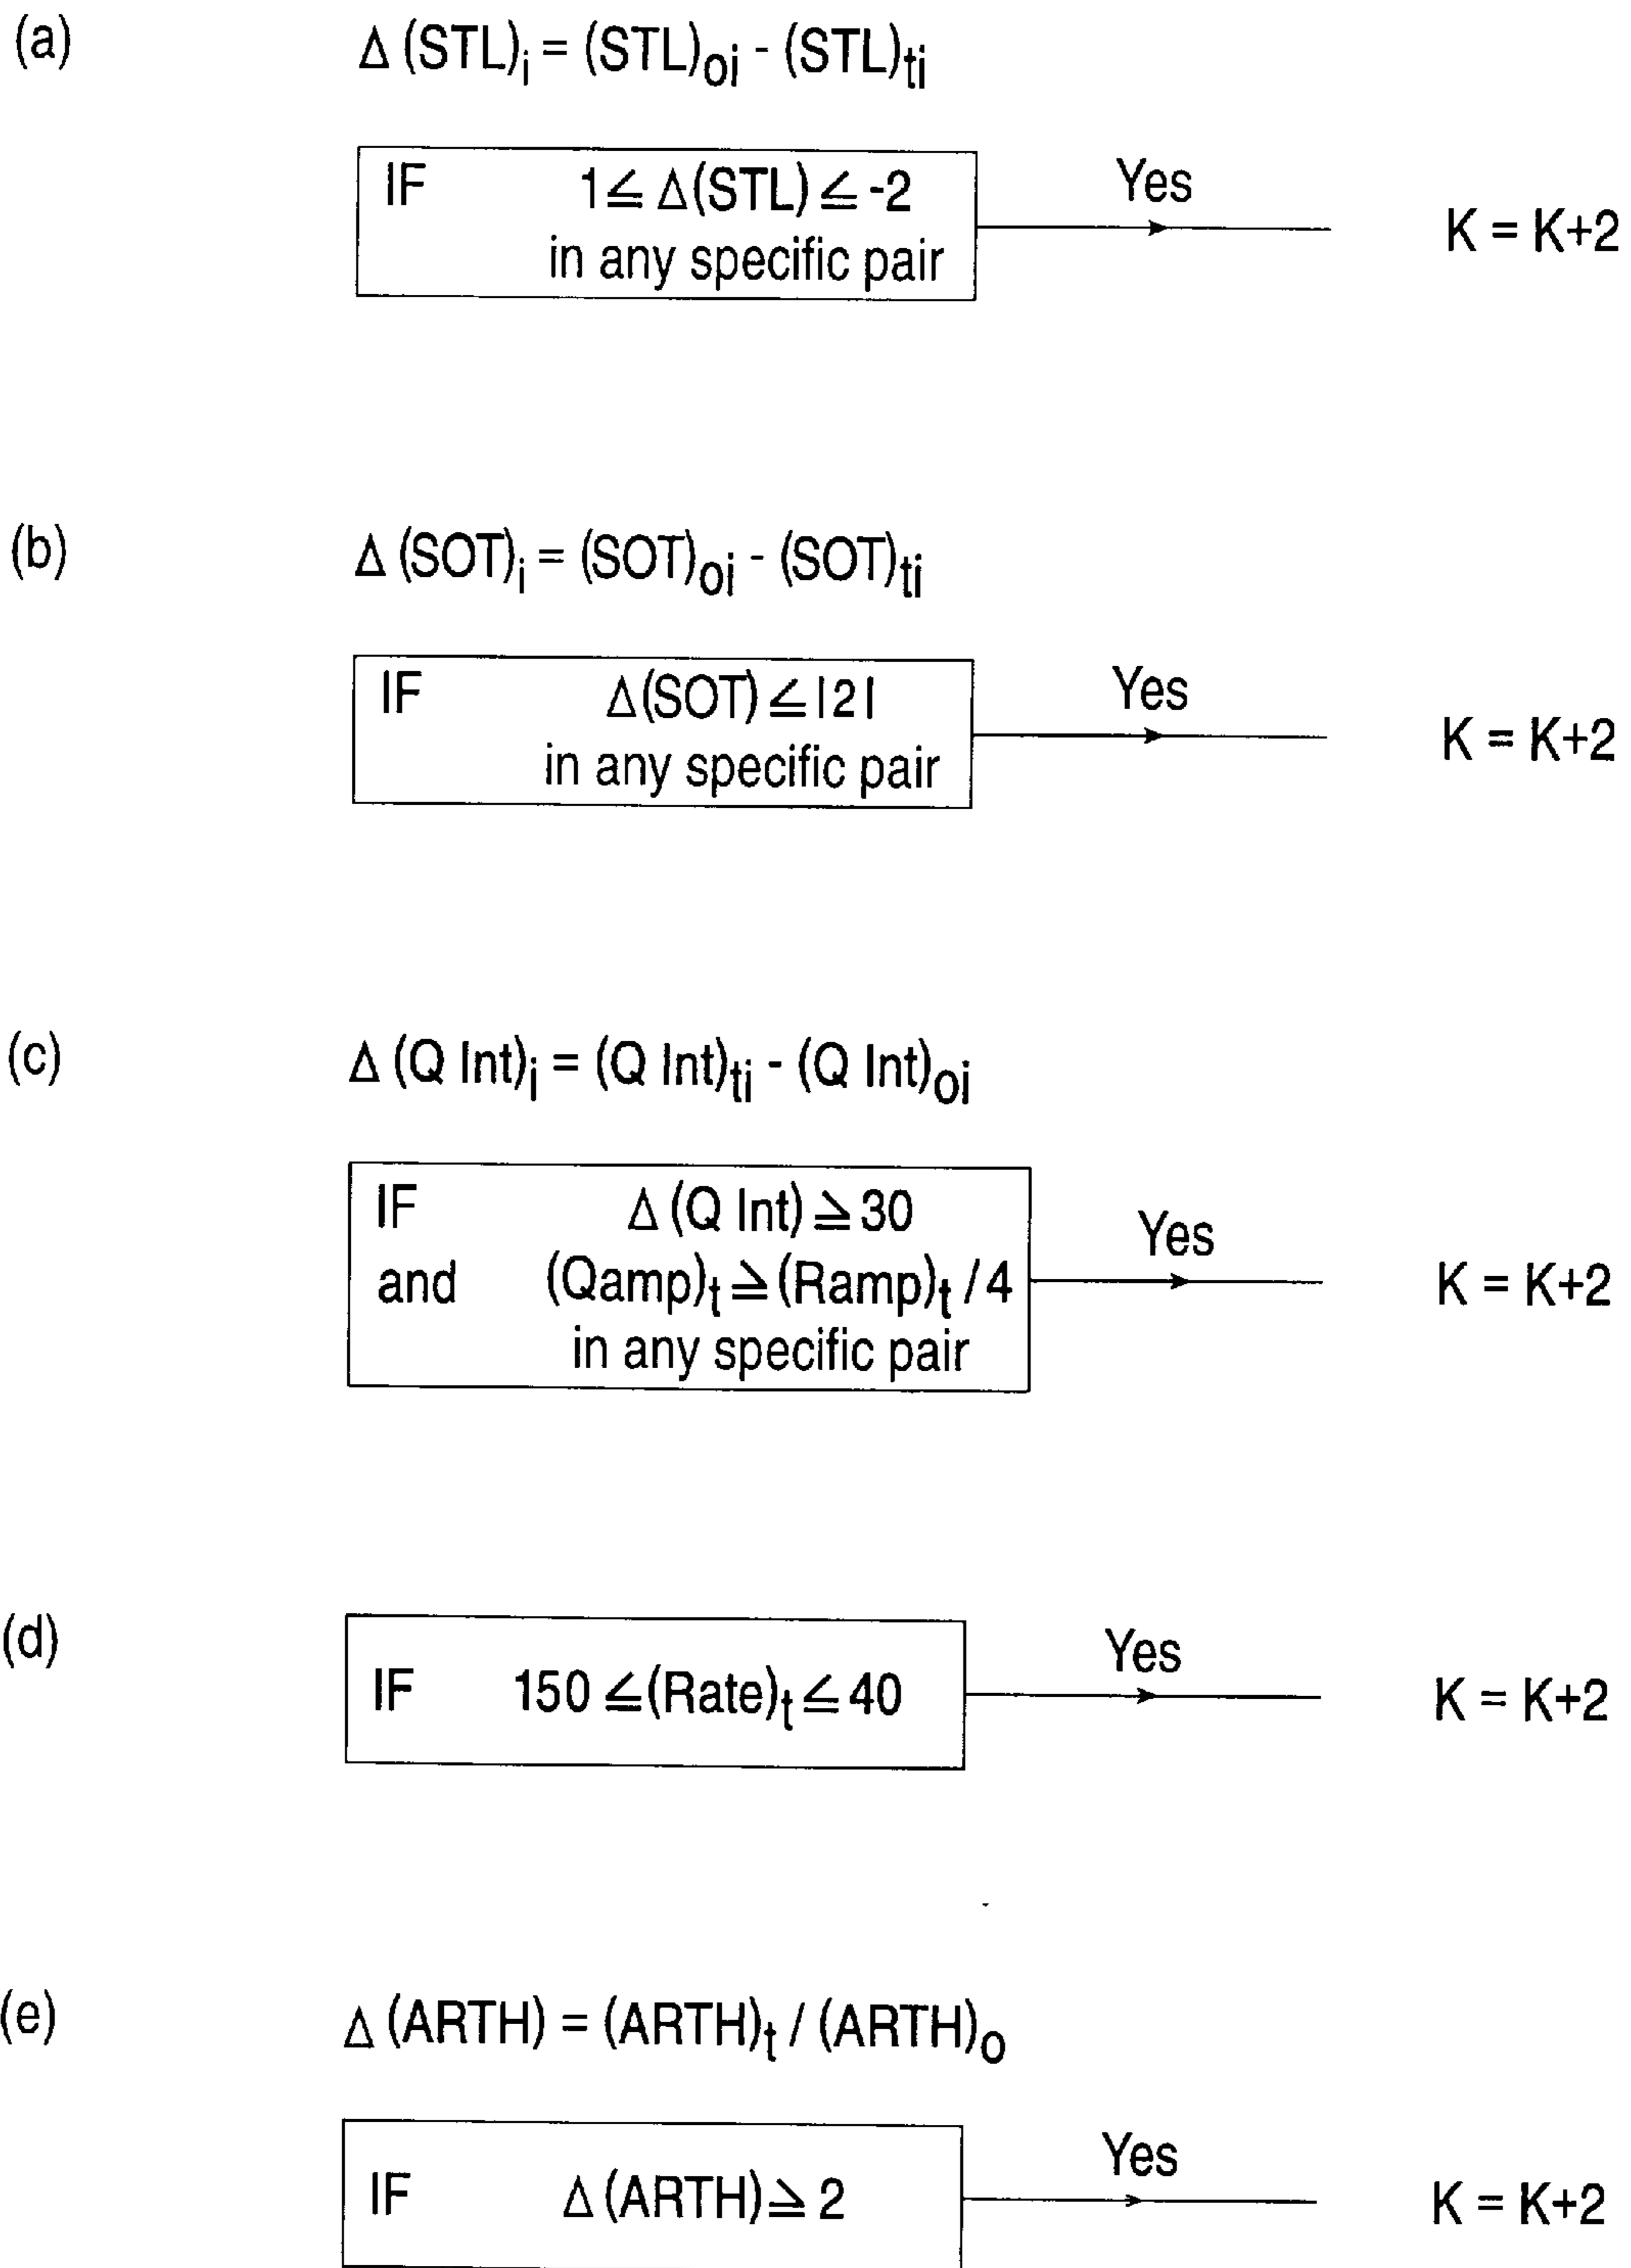 (a) Δ (STL)i = (STL)oi - (STL)ti
IF 1≦ Δ(STL) ≦ -2 Yes
in any specific pair K = K+2
(b) Δ (SOT)i = (SOT)oi - (SOT)ti
IF Δ(SOT) ≦ |2| Yes
in any specific pair K = K+2
(c) Δ (Q Int)i = (Q Int)ti - (Q Int)oi
IF Δ (Q Int) ≧ 30 Yes
and (Qamp)t ≧ (Ramp)t / 4 K = K+2
in any specific pair
(d) Yes
IF 150 ≦ (Rate)t ≦ 40 K = K+2
(e) Δ (ARTH) = (ARTH)t / (ARTH)o
Yes
IF Δ (ARTH) ≧ 2 K = K+2